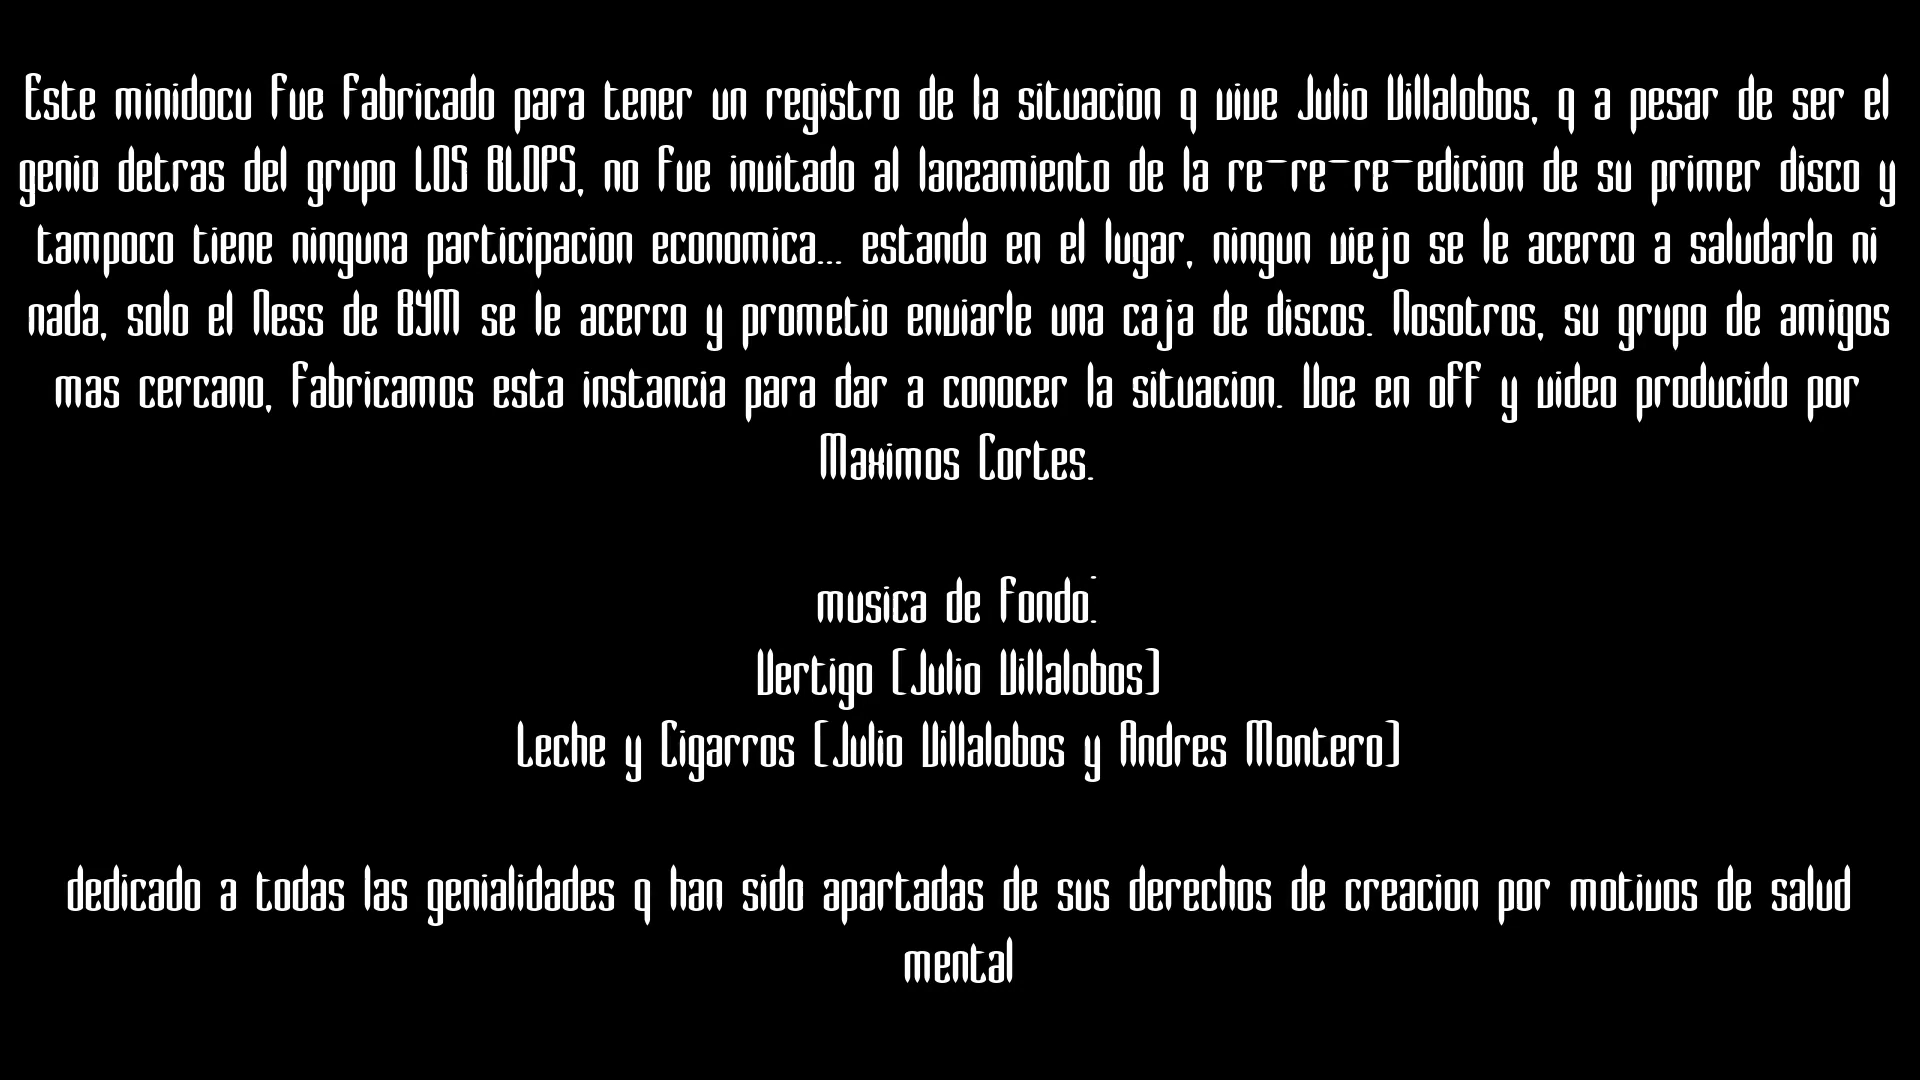 Este minidocu fue fabricado para tener un registro de la situacion q vive Julio Villalobos, q a pesar de ser el
genio detras del grupo LOS BLOPS, no fue invitado al lanzamiento de la re-re-re-edicion de su primer disco y
tampoco tiene ninguna participacion economica... estando en el lugar, ningun viejo se le acerco a saludarlo ni
nada, solo el Ness de BYM se le acerco y prometio enviarle una caja de discos. Nosotros, su grupo de amigos
mas cercano, fabricamos esta instancia para dar a conocer la situacion. Voz en off y video producido por
Maximos Cortes.
musica de fondo:
Vertigo (Julio Villalobos)
Leche y Cigarros (Julio Villalobos y Andres Montero)
dedicado a todas las genialidades q han sido apartadas de sus derechos de creacion por motivos de salud
mental